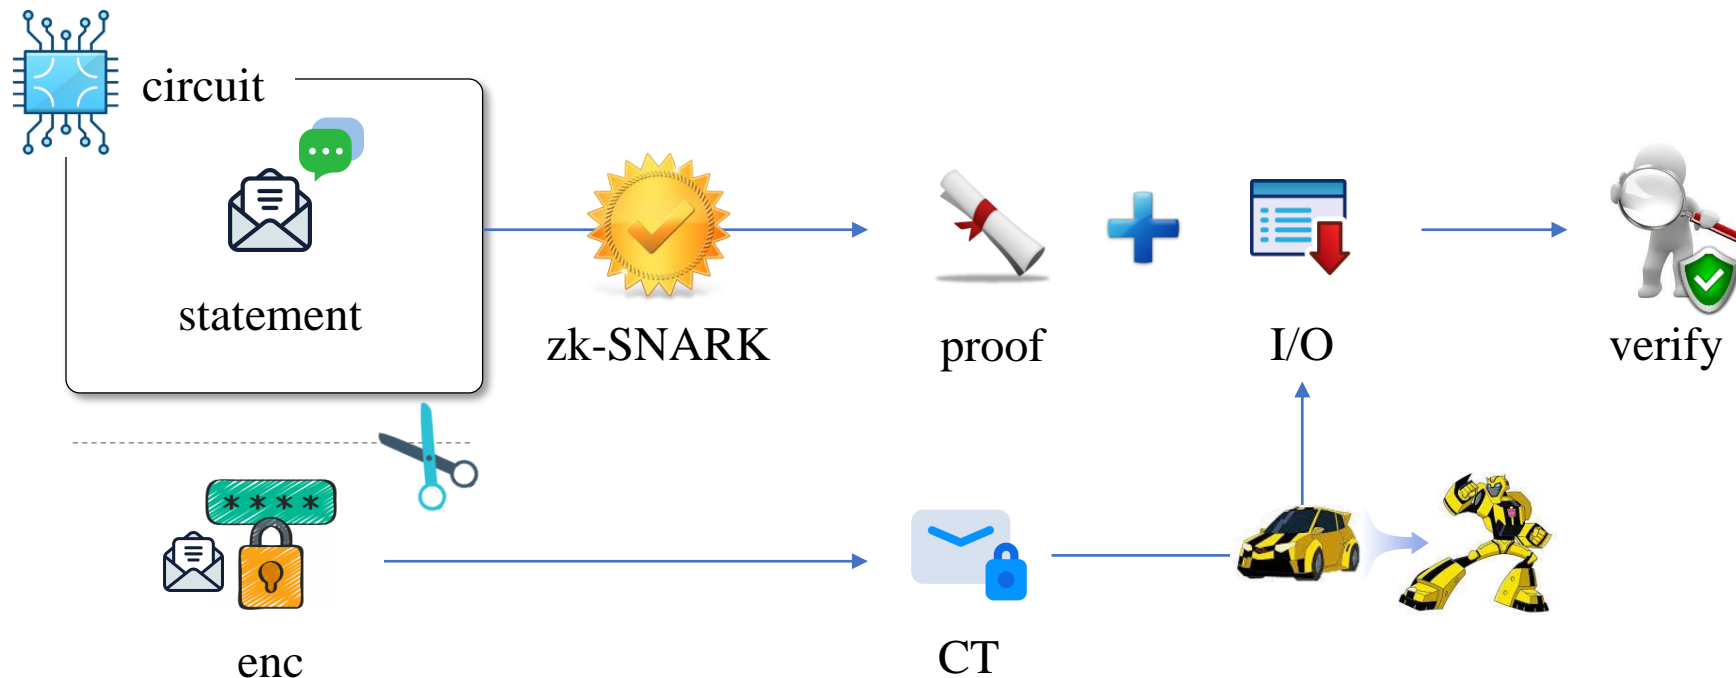 circuit
statement
zk-SNARK
proof
I/O
verify
****
enc
CT